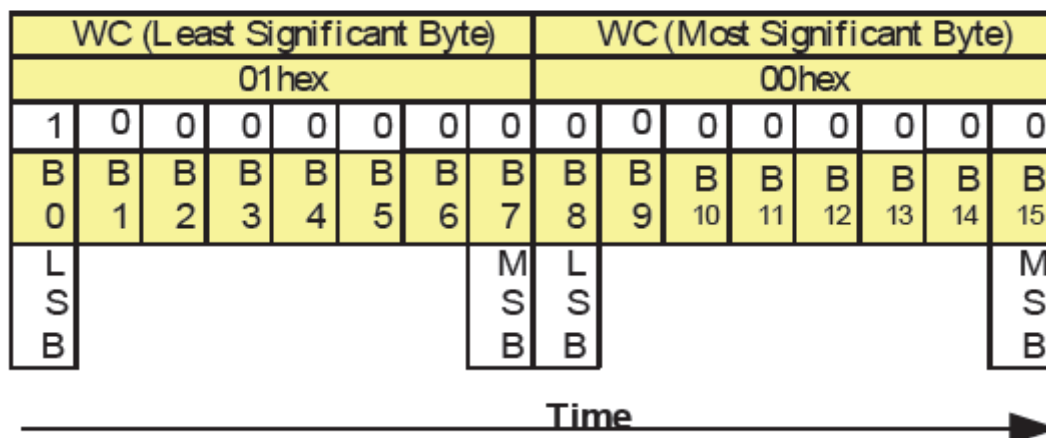 WC (Least Significant Byte) WC (Most Significant Byte)
01hex 00hex
1 0 0 0 0 0 0 0 0 0 0 0 0 0 0 0
B B B B B B B B B B B B B B B B
0 1 2 3 4 5 6 7 8 9 10 11 12 13 14 15
L M L M
S S S S
B B B B
Time